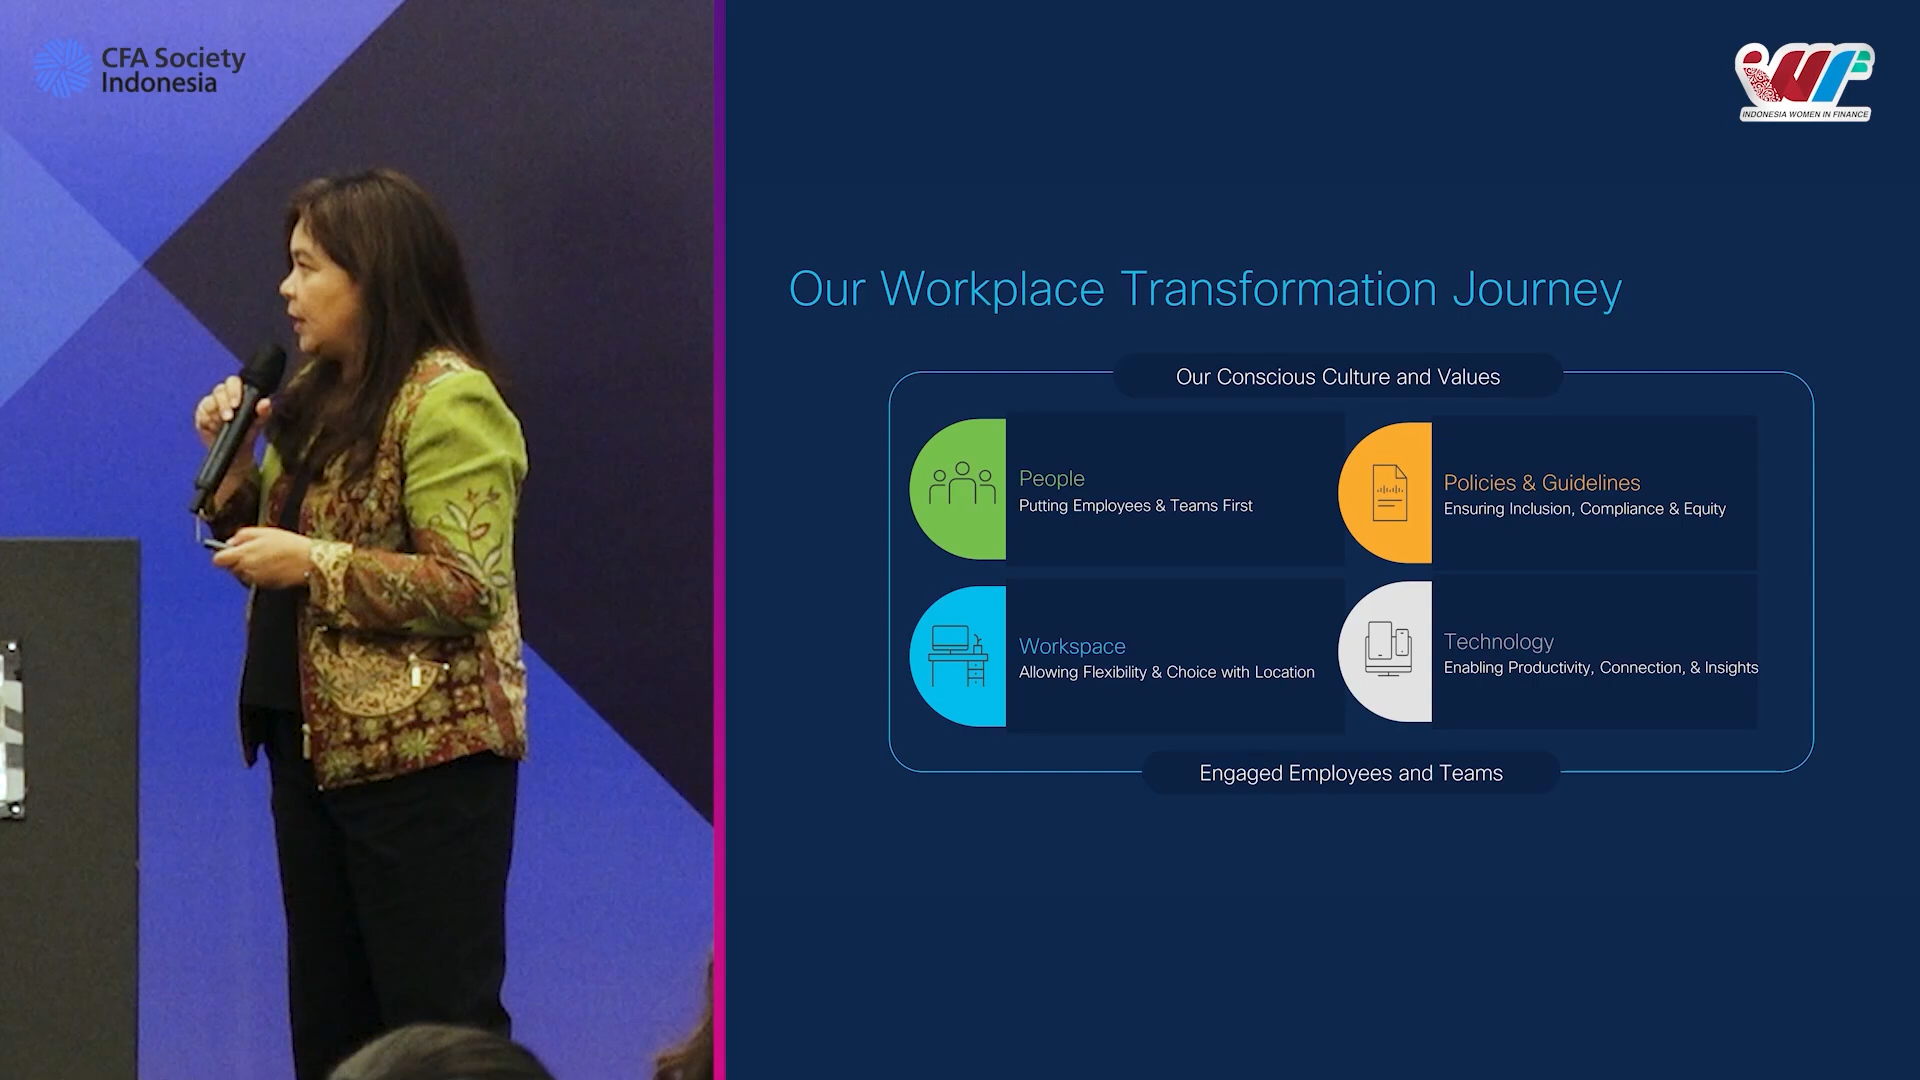 CFA Society
Indonesia
INDONESIA WOMEN IN FINANCE
Our Workplace Transformation Journey
Our Conscious Culture and Values
People
Putting Employees & Teams First
Policies & Guidelines
Ensuring Inclusion, Compliance & Equity
Workspace
Allowing Flexibility & Choice with Location
Technology
Enabling Productivity, Connection, & Insights
Engaged Employees and Teams